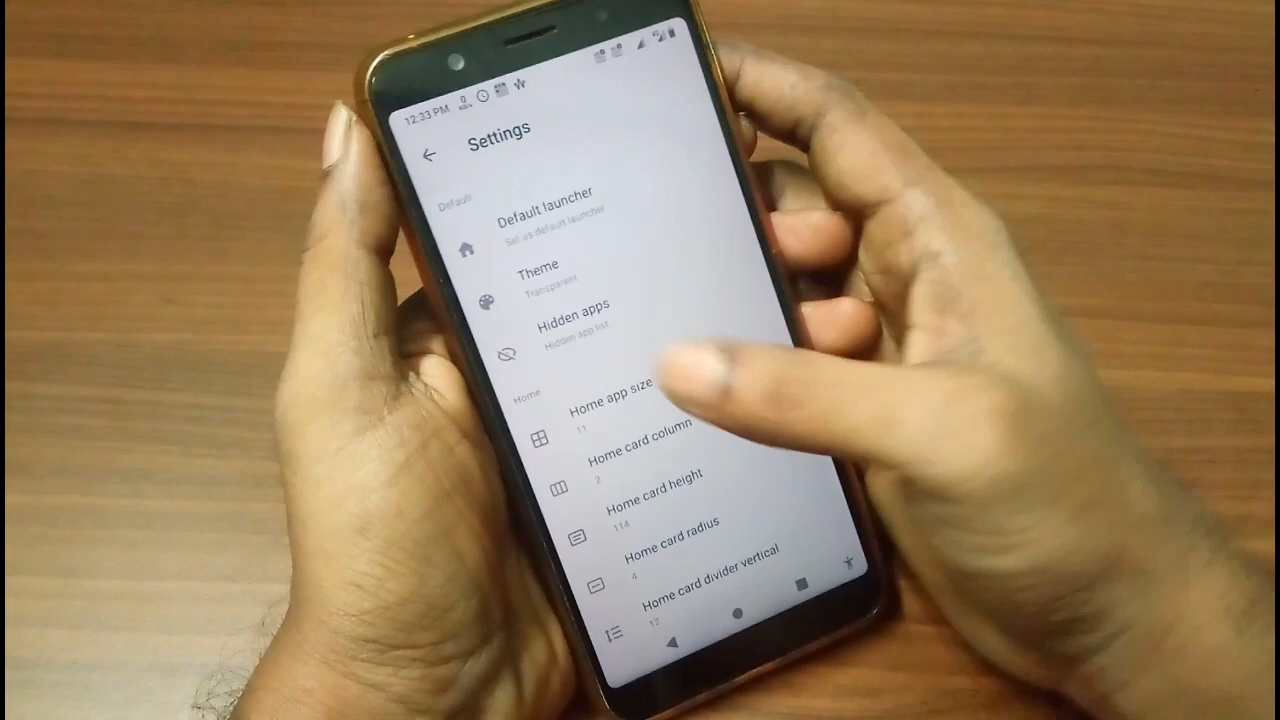 12:33 PM
Settings
Default
Default launcher
Set as default launcher
Theme
Transparent
Hidden apps
Hidden app list
Home
Home app size
11
Home card column
2
Home card height
114
Home card radius
4
Home card divider vertical
12